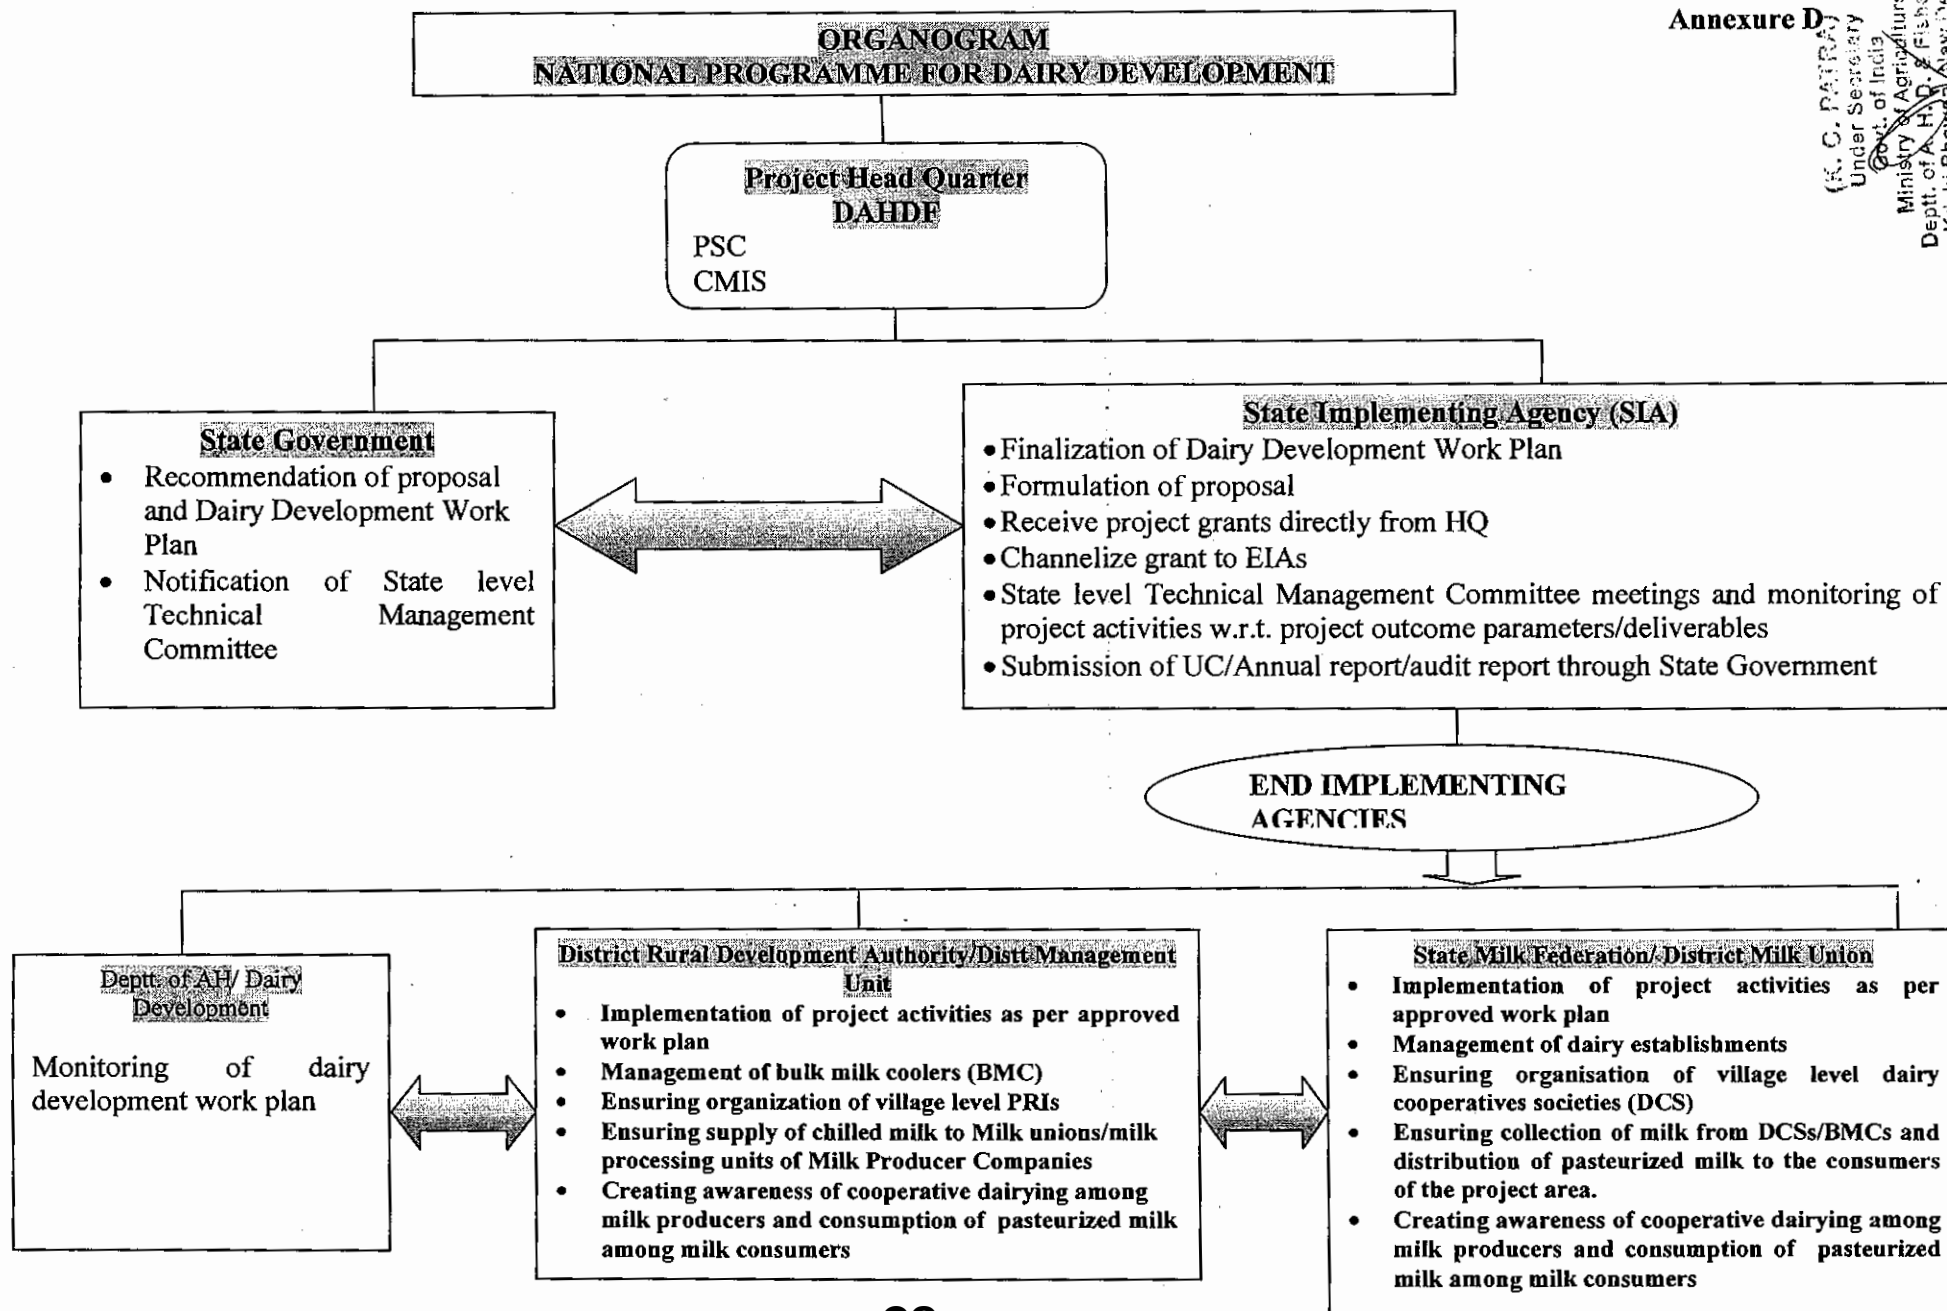 Annexure D
(K. C. PATRA)
Under Secretary
Govt. of India
Ministry of Agriculture
Deptt. of A. H. D. & Fishe
ORGANOGRAM
NATIONAL PROGRAMME FOR DAIRY DEVELOPMENT
Project Head Quarter
DAHDF
PSC
CMIS
State Government
• Recommendation of proposal
and Dairy Development Work
Plan
• Notification of State level
Technical Management
Committee
State Implementing Agency (SIA)
• Finalization of Dairy Development Work Plan
• Formulation of proposal
• Receive project grants directly from HQ
• Channelize grant to EIAs
• State level Technical Management Committee meetings and monitoring of
project activities w.r.t. project outcome parameters/deliverables
• Submission of UC/Annual report/audit report through State Government
END IMPLEMENTING
AGENCIES
Deptt. of AH/ Dairy
Development
Monitoring of dairy
development work plan
District Rural Development Authority/Distt Management
Unit
• Implementation of project activities as per approved
work plan
• Management of bulk milk coolers (BMC)
• Ensuring organization of village level PRIs
• Ensuring supply of chilled milk to Milk unions/milk
processing units of Milk Producer Companies
• Creating awareness of cooperative dairying among
milk producers and consumption of pasteurized milk
among milk consumers
State Milk Federation/ District Milk Union
• Implementation of project activities as per
approved work plan
• Management of dairy establishments
• Ensuring organisation of village level dairy
cooperatives societies (DCS)
• Ensuring collection of milk from DCSs/BMCs and
distribution of pasteurized milk to the consumers
of the project area.
• Creating awareness of cooperative dairying among
milk producers and consumption of pasteurized
milk among milk consumers